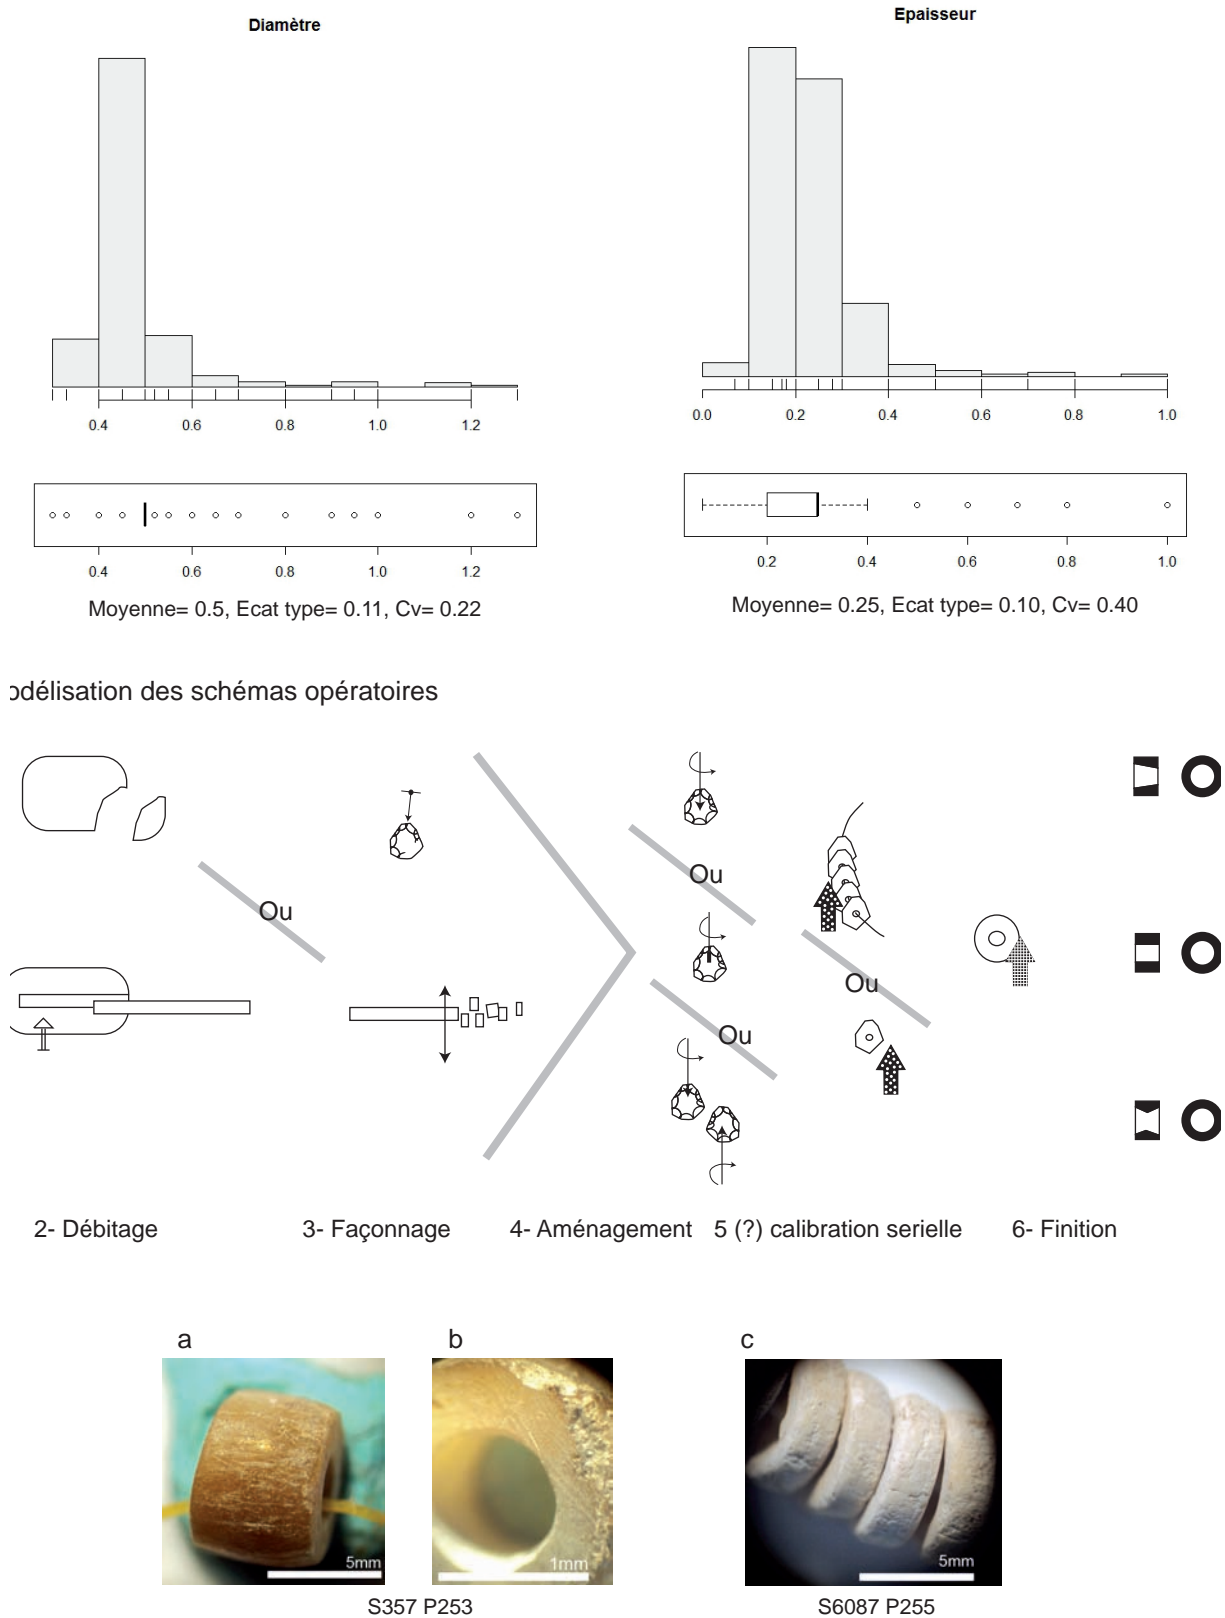 Diamètre
Epaisseur
0.4 0.6 0.8 1.0 1.2
0.0 0.2 0.4 0.6 0.8 1.0
0.4 0.6 0.8 1.0 1.2
0.2 0.4 0.6 0.8 1.0
Moyenne= 0.5, Ecat type= 0.11, Cv= 0.22
Moyenne= 0.25, Ecat type= 0.10, Cv= 0.40
odélisation des schémas opératoires
Ou
Ou
Ou
Ou
2- Débitage
3- Façonnage
4- Aménagement
5 (?) calibration serielle
6- Finition
a
b
c
5mm
1mm
5mm
S357 P253
S6087 P255